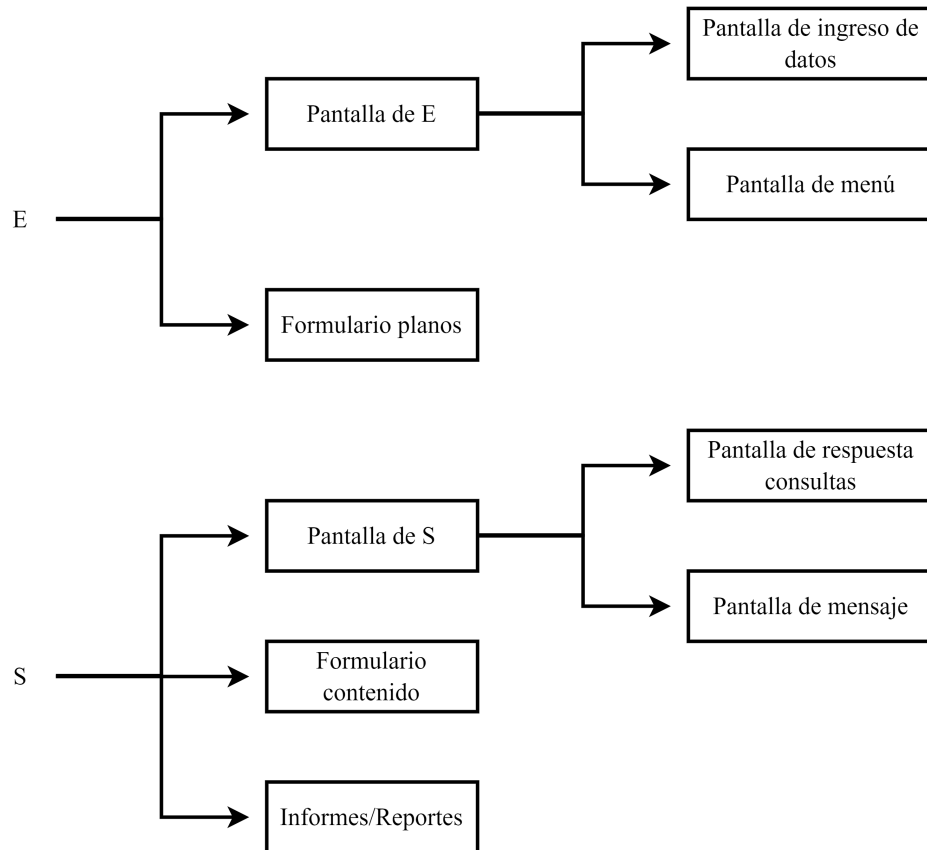 Pantalla de ingreso de
datos
Pantalla de E
Pantalla de menú
E
Formulario planos
Pantalla de respuesta
consultas
Pantalla de S
Pantalla de mensaje
S
Formulario
contenido
Informes/Reportes